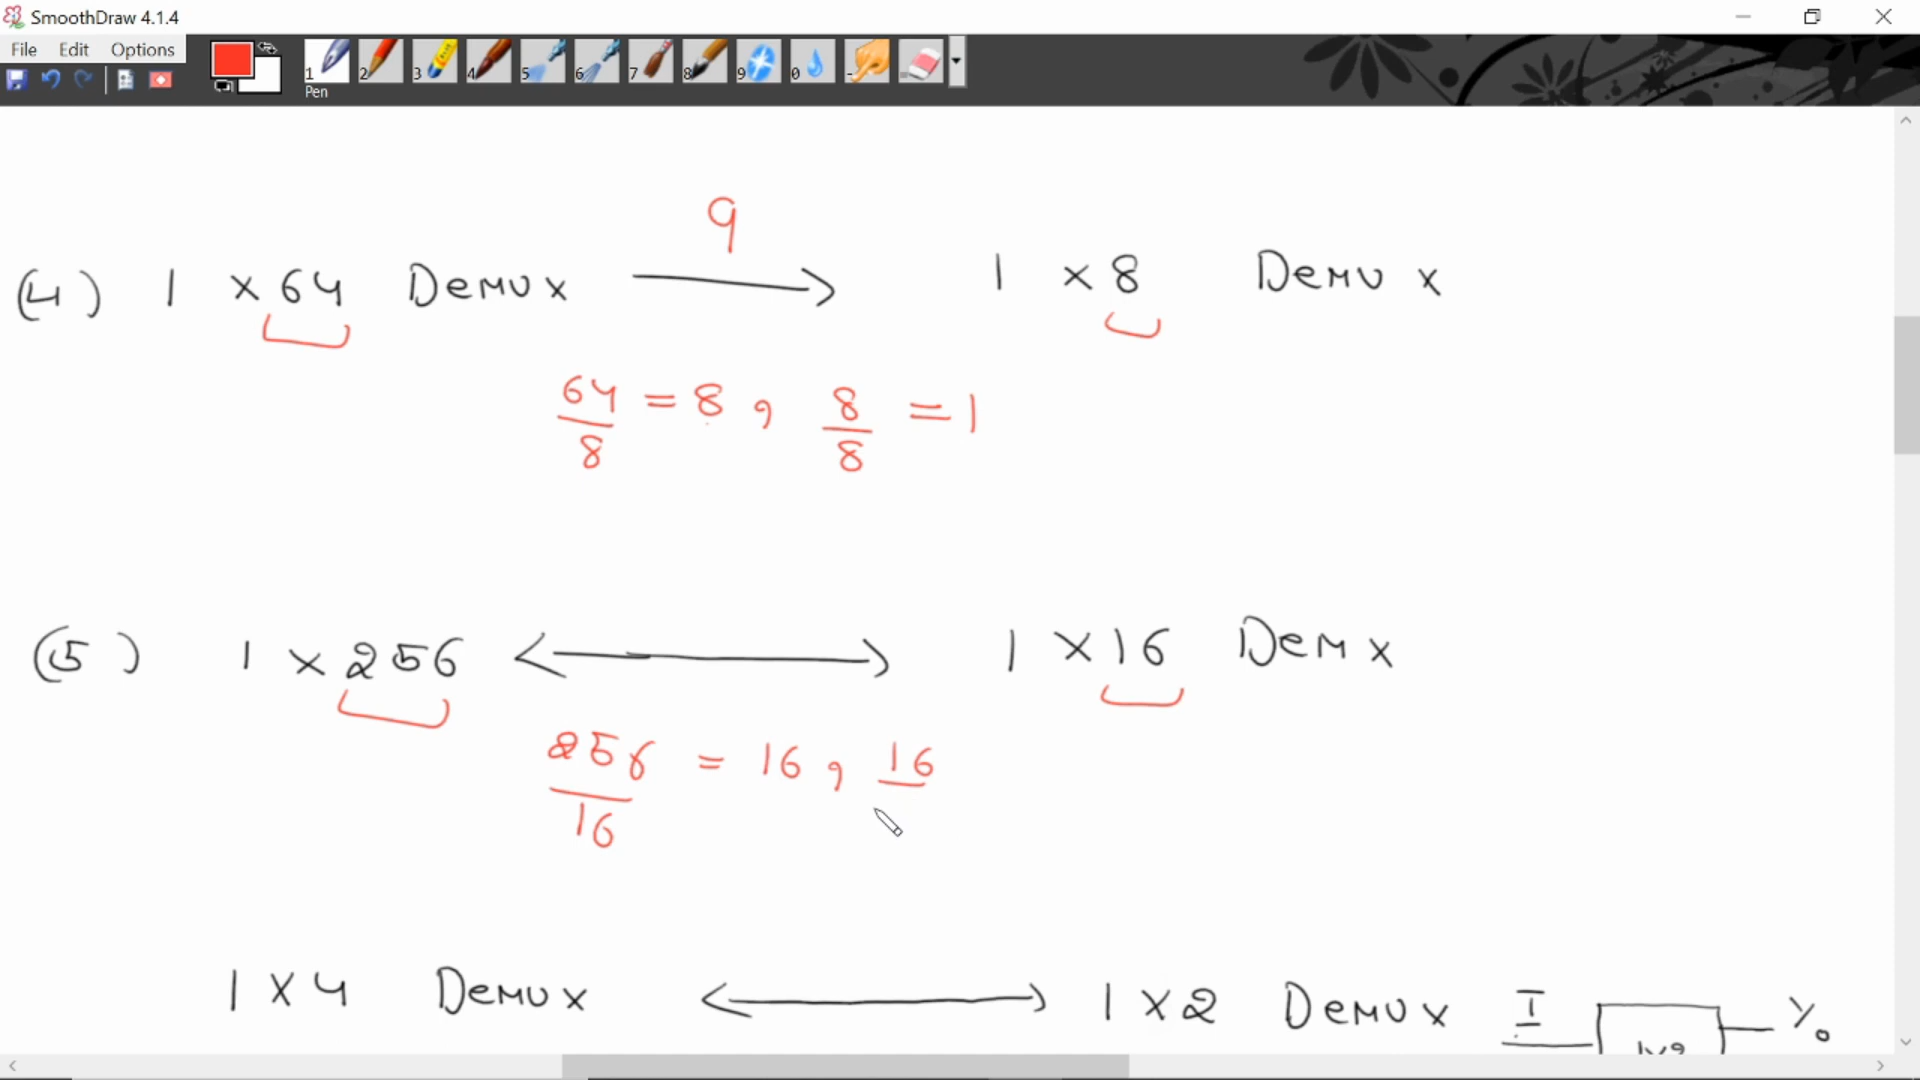 SmoothDraw 4.1.4
File Edit Options
1 2 3 4 5 6 7 8 9 0 - =
Pen
9
(4) 1 x 64 Demux → 1 x 8 Demux
64/8 = 8, 8/8 = 1
(5) 1 x 256 ↔ 1 x 16 Demx
256/16 = 16, 16
1 x 4 Demux ↔ 1 x 2 Demux I Y0